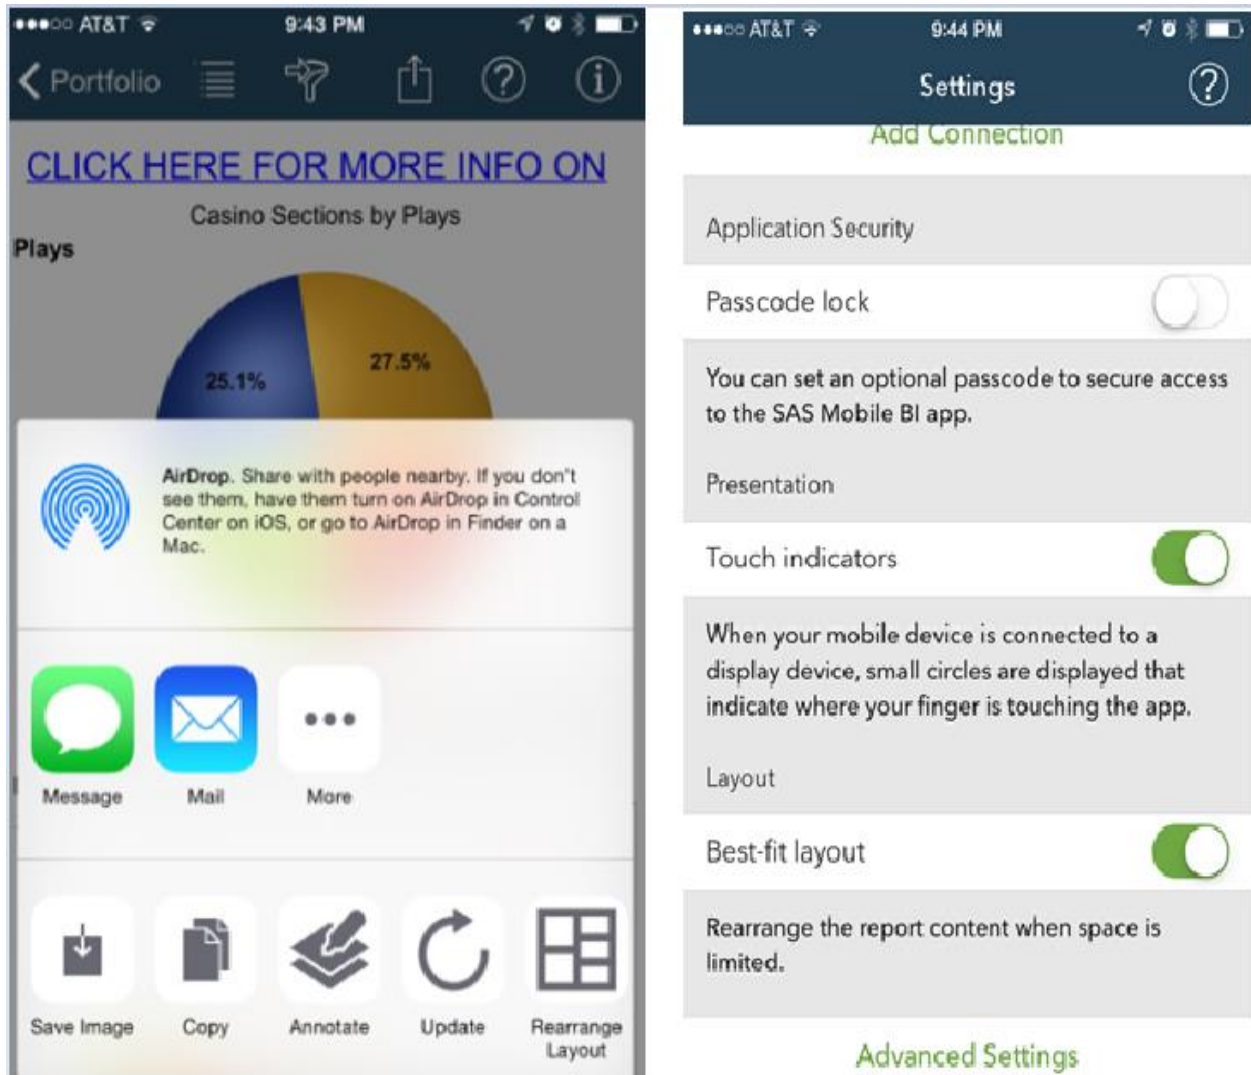 AT&T 9:43 PM
Portfolio
CLICK HERE FOR MORE INFO ON
Casino Sections by Plays
Plays
25.1%
27.5%
AirDrop. Share with people nearby. If you don"t
see them, have them turn on AirDrop in Control
Center on iOS, or go to AirDrop in Finder on a
Mac.
Message Mail More
Save Image Copy Annotate Update Rearrange
Layout
AT&T 9:44 PM
Settings
Add Connection
Application Security
Passcode lock
You can set an optional passcode to secure access
to the SAS Mobile BI app.
Presentation
Touch indicators
When your mobile device is connected to a
display device, small circles are displayed that
indicate where your finger is touching the app.
Layout
Best-fit layout
Rearrange the report content when space is
limited.
Advanced Settings